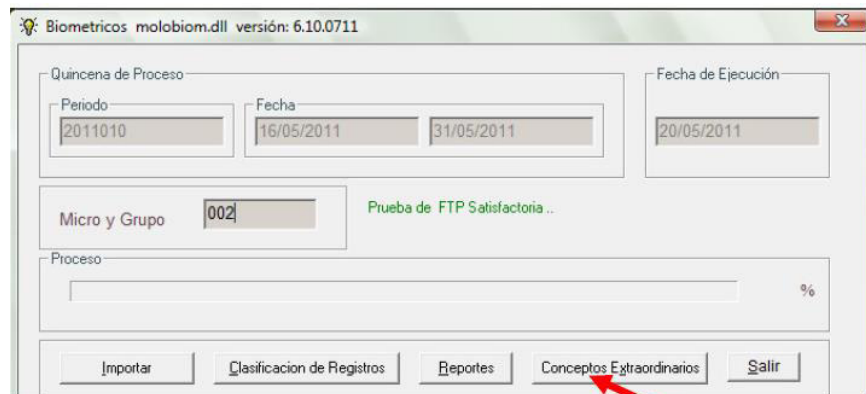 Biometricos molobiom.dll versión: 6.10.0711
Quincena de Proceso
Fecha de Ejecución
Periodo
Fecha
2011010
16/05/2011
31/05/2011
20/05/2011
Micro y Grupo
002
Prueba de FTP Satisfactoria ..
Proceso
%
Importar
Clasificacion de Registros
Reportes
Conceptos Extraordinarios
Salir